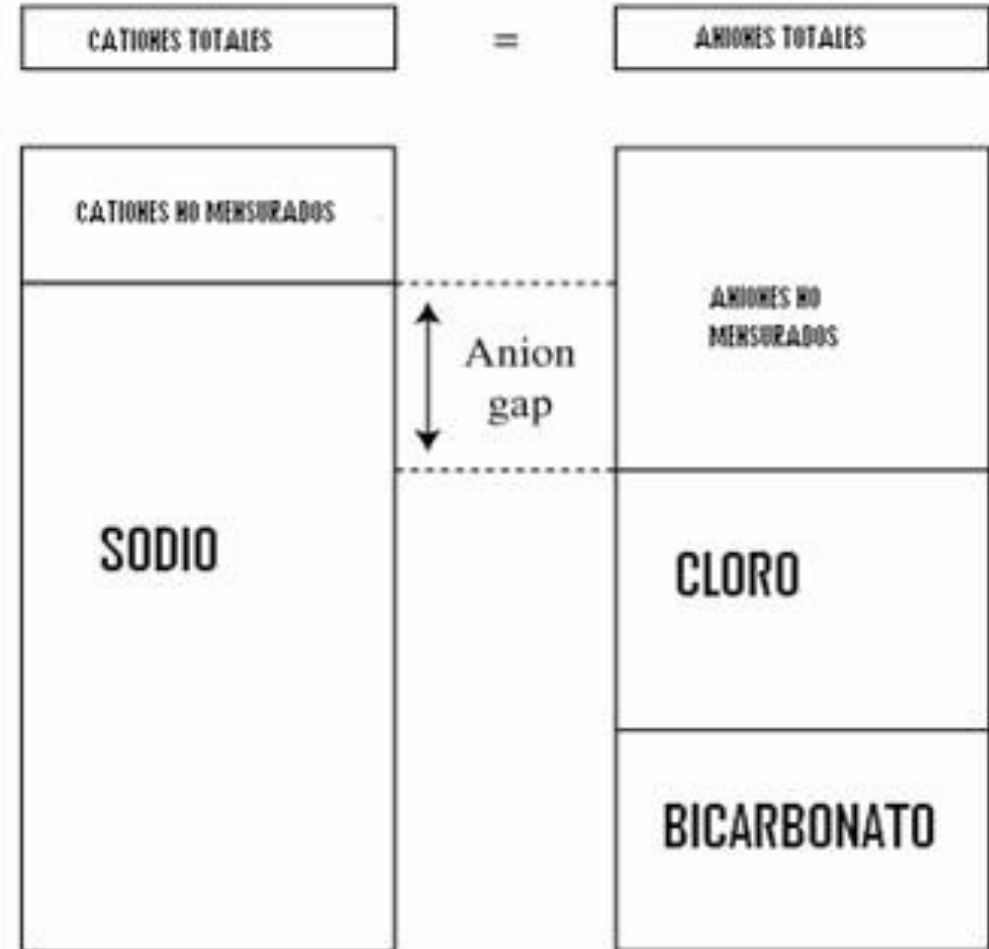 CATIONES TOTALES
=
ANIONES TOTALES
CATIONES NO MENSURADOS
ANIONES NO
MENSURADOS
Anion
gap
SODIO
CLORO
BICARBONATO